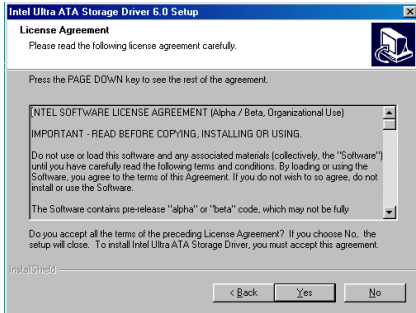 Intel Ultra ATA Storage Driver 6.0 Setup
License Agreement
Please read the following license agreement carefully.
Press the PAGE DOWN key to see the rest of the agreement.
INTEL SOFTWARE LICENSE AGREEMENT (Alpha / Beta, Organizational Use)
IMPORTANT - READ BEFORE COPYING, INSTALLING OR USING.
Do not use or load this software and any associated materials (collectively, the "Software")
until you have carefully read the following terms and conditions. By loading or using the
Software, you agree to the terms of this Agreement. If you do not wish to so agree, do not
install or use the Software.
The Software contains pre-release "alpha" or "beta" code, which may not be fully
Do you accept all the terms of the preceding License Agreement? If you choose No, the
setup will close. To install Intel Ultra ATA Storage Driver, you must accept this agreement.
InstallShield
< Back
Yes
No